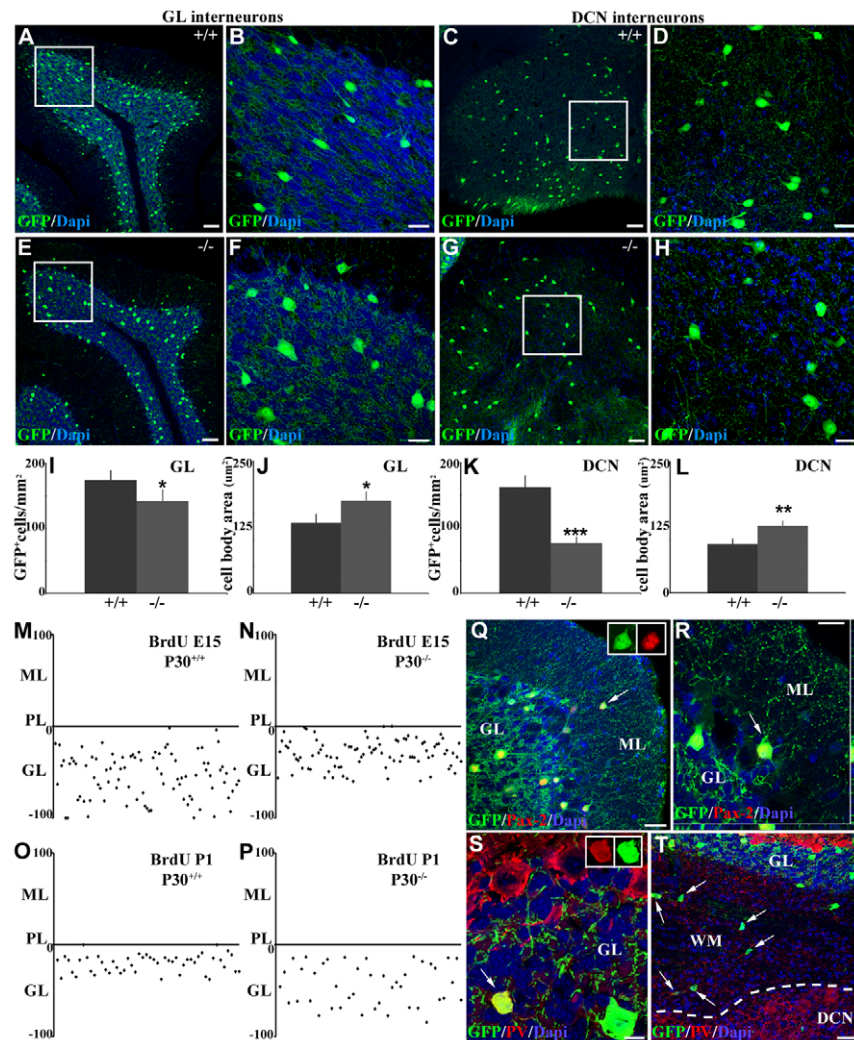 GL interneurons
DCN interneurons
A +/+
GFP/Dapi
B
GFP/Dapi
C +/+
GFP/Dapi
D
GFP/Dapi
E -/-
GFP/Dapi
F
GFP/Dapi
G -/-
GFP/Dapi
H
GFP/Dapi
I GL
GFP+cells/mm²
200
100
0
*
+/+ -/-
J GL
cell body area (um²)
250
125
0
*
+/+ -/-
K DCN
GFP+cells/mm²
200
100
0
***
+/+ -/-
L DCN
cell body area (um²)
250
125
0
**
+/+ -/-
M 100
BrdU E15
P30+/+
ML
PL 0
GL
-100
N 100
BrdU E15
P30-/-
ML
PL 0
GL
-100
Q
GL
ML
GFP/Pax-2/Dapi
R
ML
GL
GFP/Pax-2/Dapi
O 100
BrdU P1
P30+/+
ML
PL 0
GL
-100
P 100
BrdU P1
P30-/-
ML
PL 0
GL
-100
S
GL
GFP/PV/Dapi
T
GL
WM
DCN
GFP/PV/Dapi